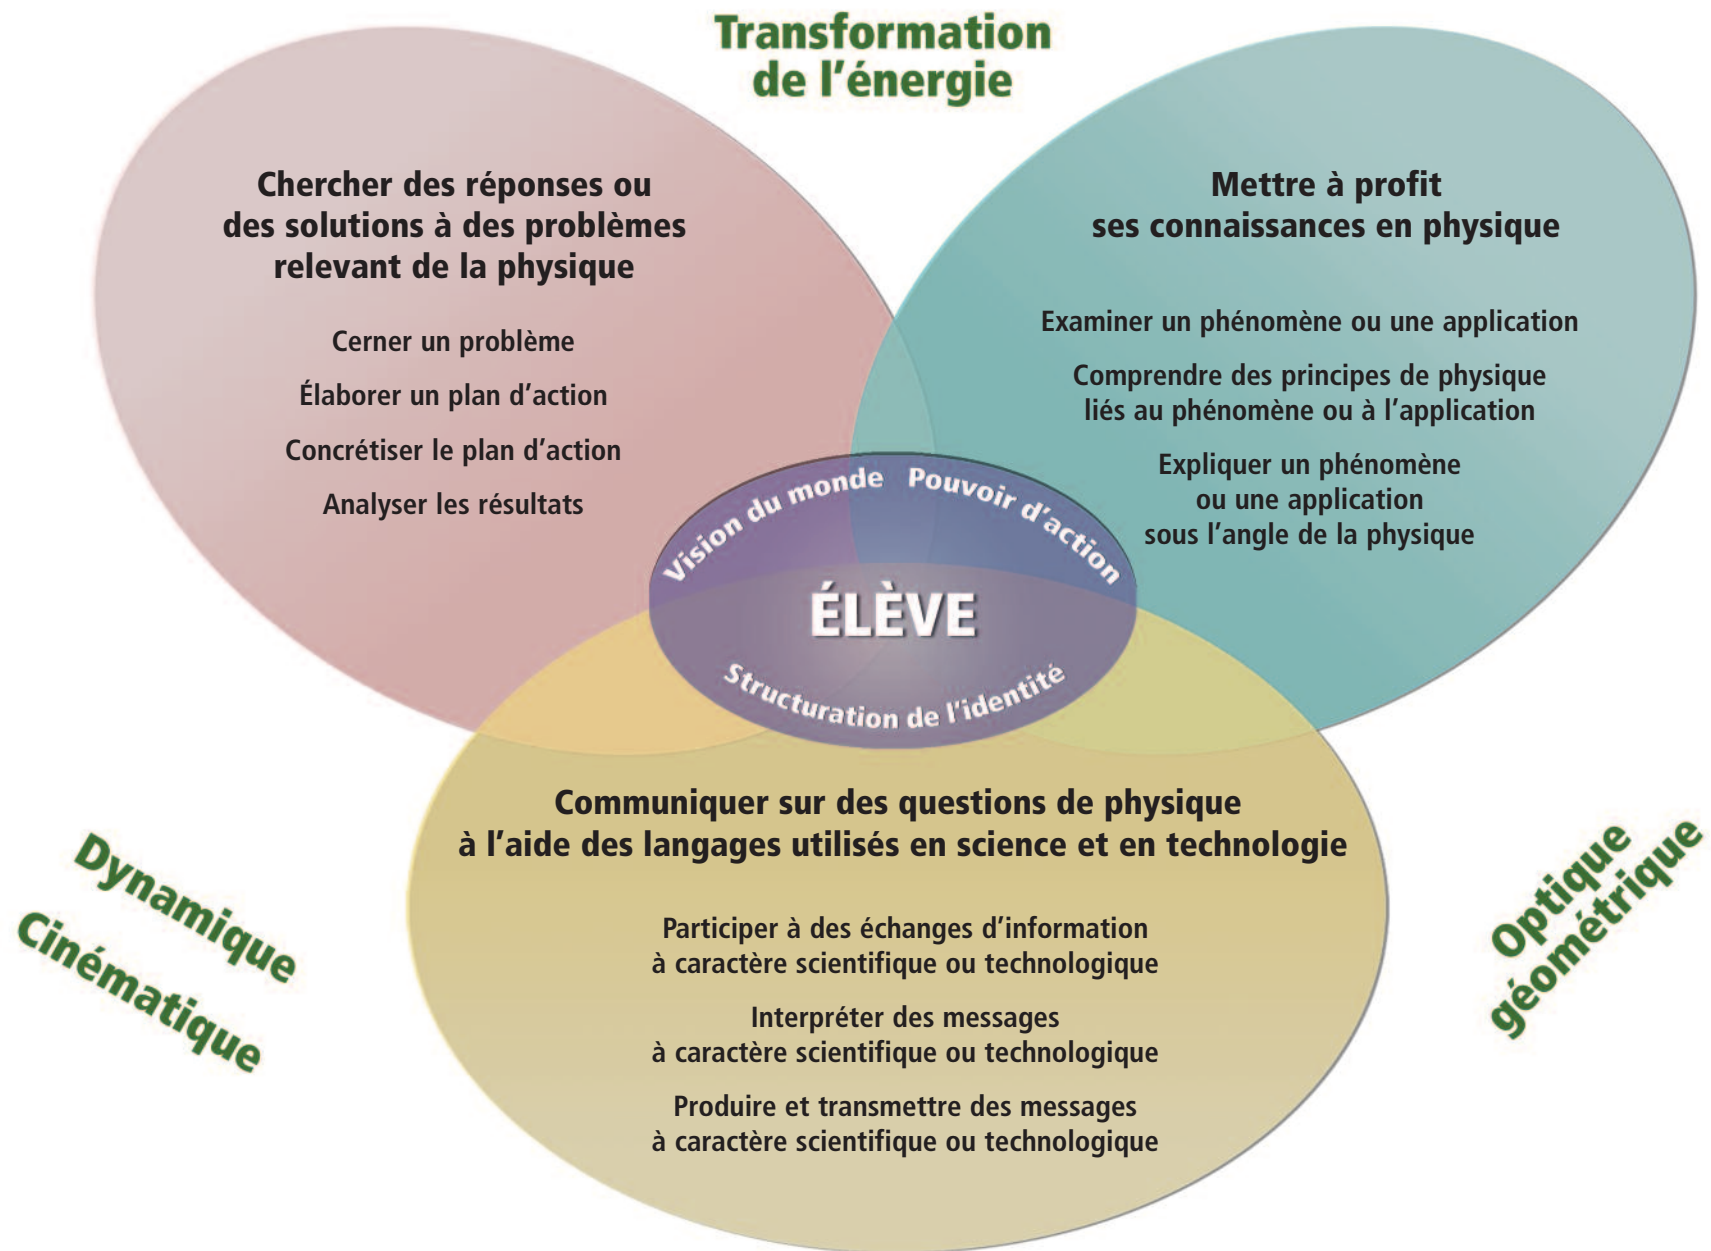 Transformation
de l'énergie
Chercher des réponses ou
des solutions à des problèmes
relevant de la physique
Cerner un problème
Élaborer un plan d'action
Concrétiser le plan d'action
Analyser les résultats
Mettre à profit
ses connaissances en physique
Examiner un phénomène ou une application
Comprendre des principes de physique
liés au phénomène ou à l'application
Expliquer un phénomène
ou une application
sous l'angle de la physique
Vision du monde
Pouvoir d'action
ÉLÈVE
Structuration de l'identité
Communiquer sur des questions de physique
à l'aide des langages utilisés en science et en technologie
Participer à des échanges d'information
à caractère scientifique ou technologique
Interpréter des messages
à caractère scientifique ou technologique
Produire et transmettre des messages
à caractère scientifique ou technologique
Dynamique
Cinématique
Optique
géométrique